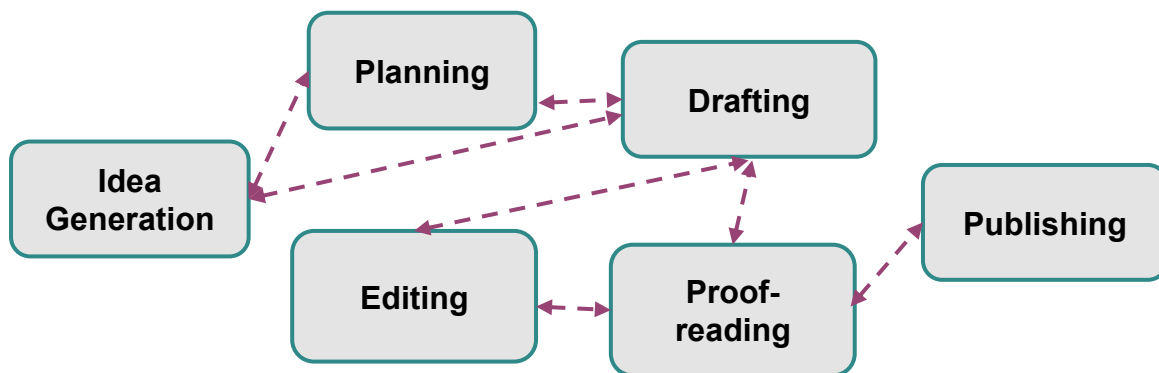 Planning
Drafting
Idea
Generation
Publishing
Editing
Proof-
reading